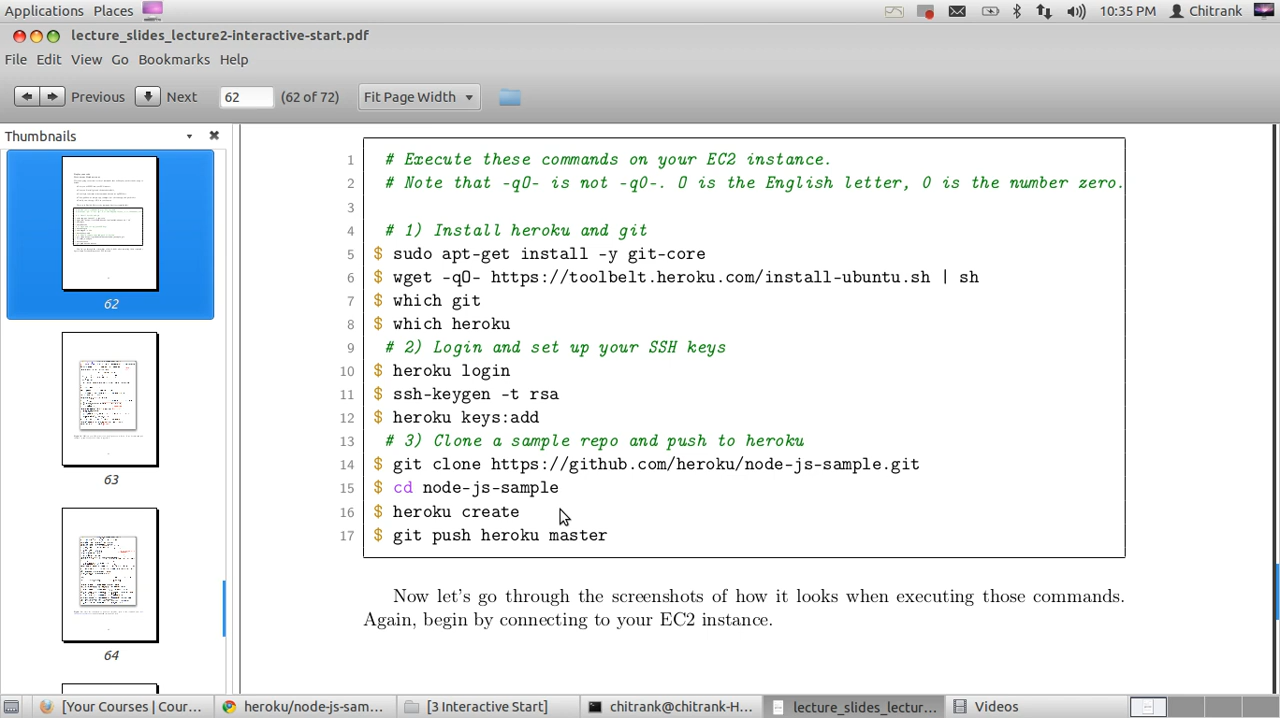 Applications Places 10:35 PM Chitrank
lecture_slides_lecture2-interactive-start.pdf
File Edit View Go Bookmarks Help
Previous Next 62 (62 of 72) Fit Page Width
Thumbnails
62
63
64
1 # Execute these commands on your EC2 instance.
2 # Note that -qO- is not -q0-. O is the English letter, 0 is the number zero.
3
4 # 1) Install heroku and git
5 $ sudo apt-get install -y git-core
6 $ wget -qO- https://toolbelt.heroku.com/install-ubuntu.sh | sh
7 $ which git
8 $ which heroku
9 # 2) Login and set up your SSH keys
10 $ heroku login
11 $ ssh-keygen -t rsa
12 $ heroku keys:add
13 # 3) Clone a sample repo and push to heroku
14 $ git clone https://github.com/heroku/node-js-sample.git
15 $ cd node-js-sample
16 $ heroku create
17 $ git push heroku master
Now let's go through the screenshots of how it looks when executing those commands.
Again, begin by connecting to your EC2 instance.
[Your Courses | Cour... heroku/node-js-sam... [3 Interactive Start] chitrank@chitrank-H... lecture_slides_lectur... Videos